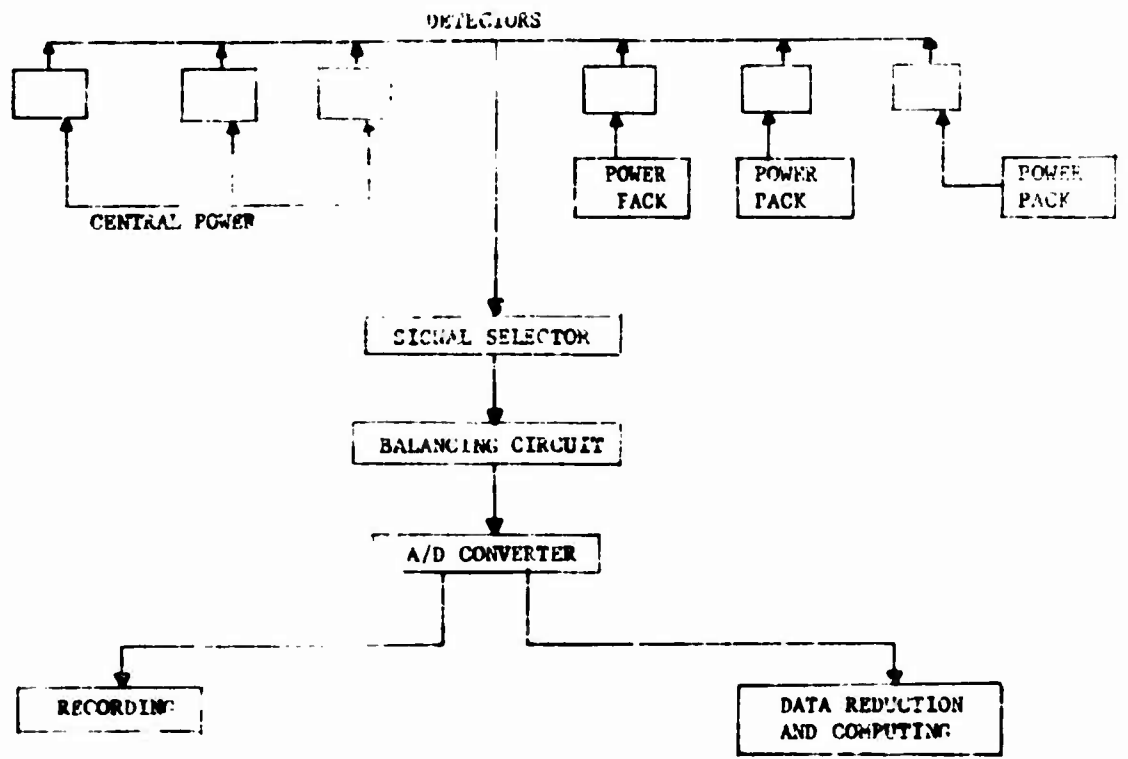 DETECTORS
POWER
PACK
POWER
PACK
POWER
PACK
CENTRAL POWER
SIGNAL SELECTOR
BALANCING CIRCUIT
A/D CONVERTER
RECORDING
DATA REDUCTION
AND COMPUTING